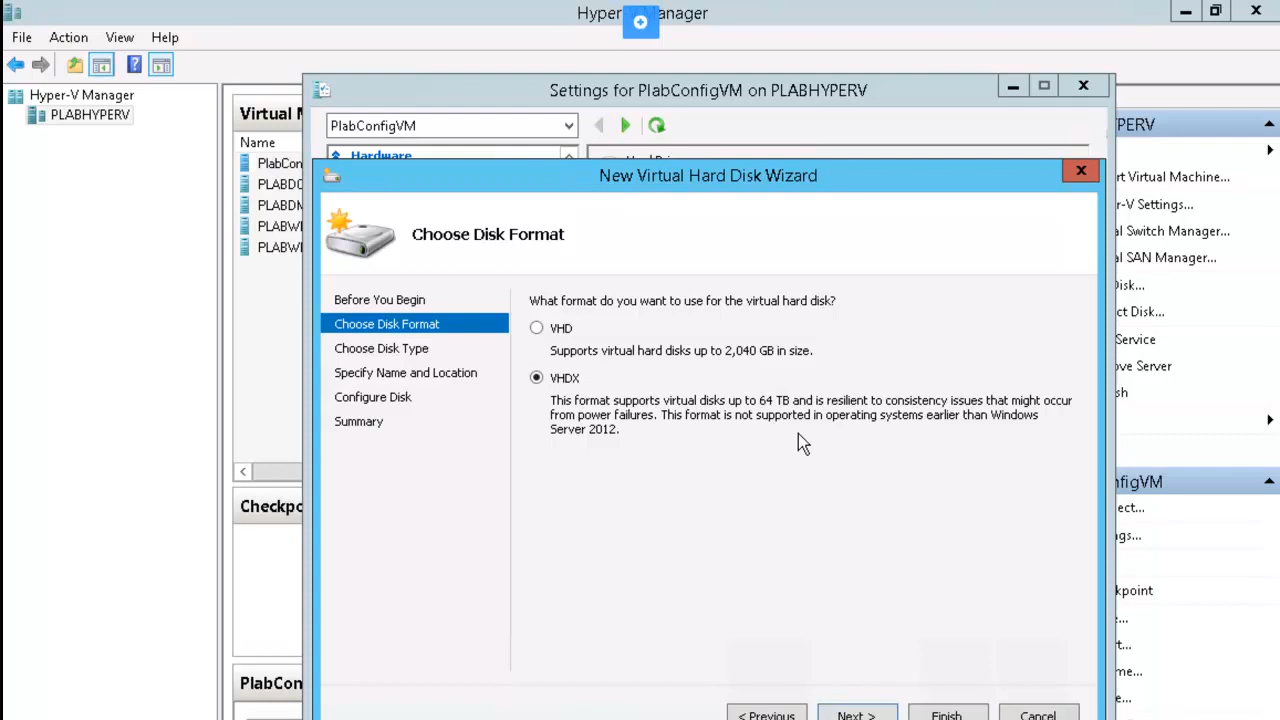 Hyper-V Manager
File Action View Help
Hyper-V Manager
PLABHYPERV
Virtual M
Name
PlabCon
PLABDC
PLABDM
PLABWI
PLABWI
Checkpo
PlabCon
Settings for PlabConfigVM on PLABHYPERV
PlabConfigVM
Hardware
New Virtual Hard Disk Wizard
Choose Disk Format
Before You Begin
Choose Disk Format
Choose Disk Type
Specify Name and Location
Configure Disk
Summary
What format do you want to use for the virtual hard disk?
VHD
Supports virtual hard disks up to 2,040 GB in size.
VHDX
This format supports virtual disks up to 64 TB and is resilient to consistency issues that might occur
from power failures. This format is not supported in operating systems earlier than Windows
Server 2012.
< Previous Next > Finish Cancel
YPERV
rt Virtual Machine...
r-V Settings...
al Switch Manager...
al SAN Manager...
Disk...
ct Disk...
Service
ove Server
sh
nfigVM
ect...
ngs...
kpoint
e...
rt...
me...
e...